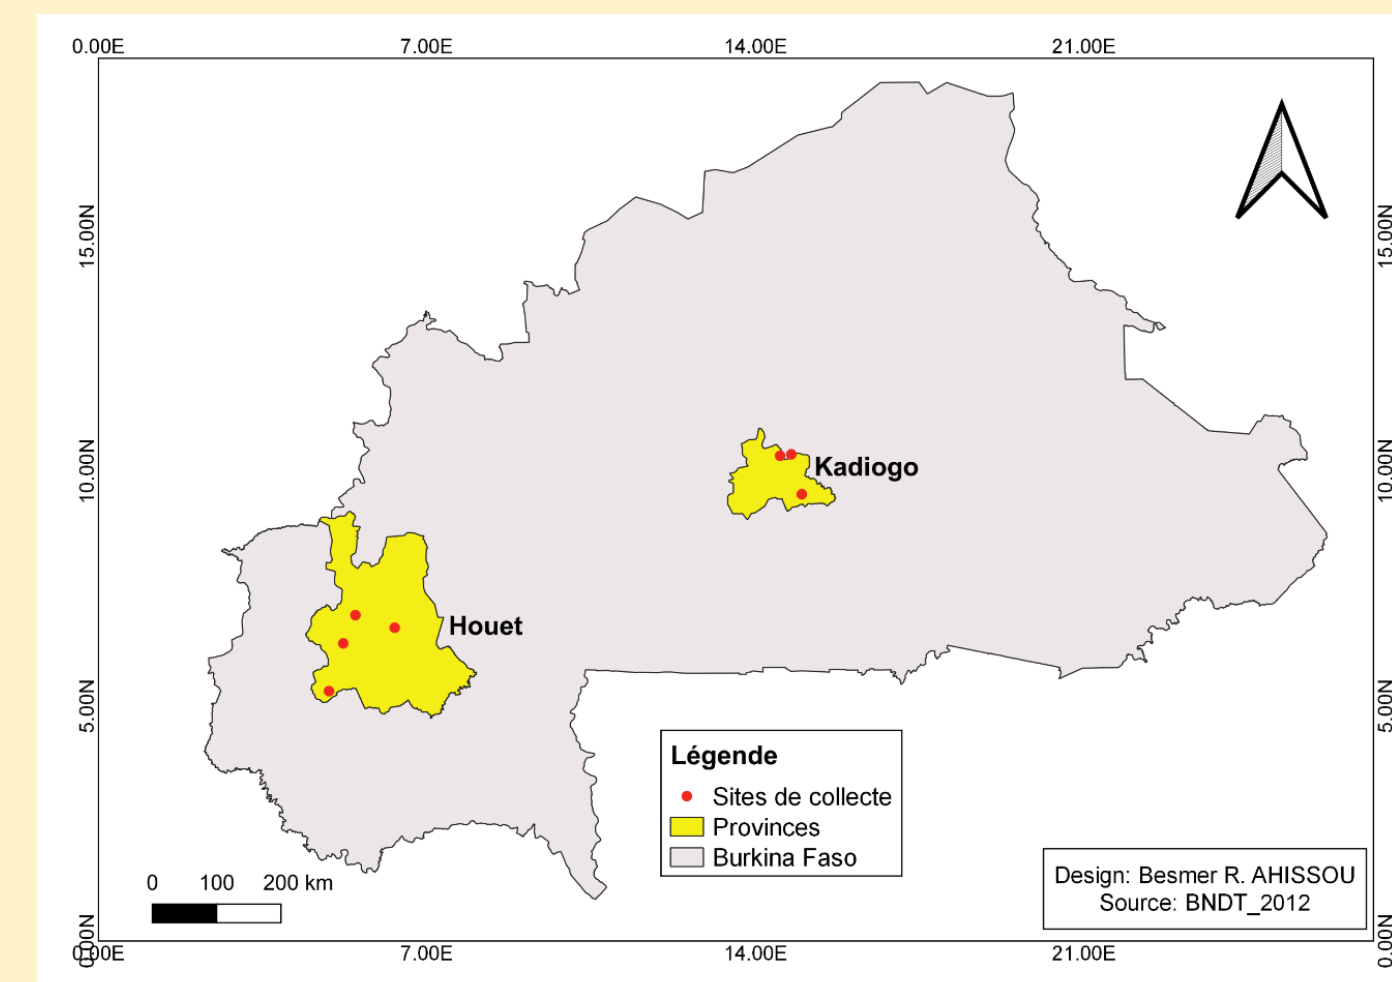 0.00E 7.00E 14.00E 21.00E
15.00N 15.00N
10.00N 10.00N
Kadiogo
Houet
5.00N 5.00N
Légende
Sites de collecte
Provinces
Burkina Faso
0 100 200 km
Design: Besmer R. AHISSOU
Source: BNDT_2012
0.00N 0.00N
0.00E 7.00E 14.00E 21.00E